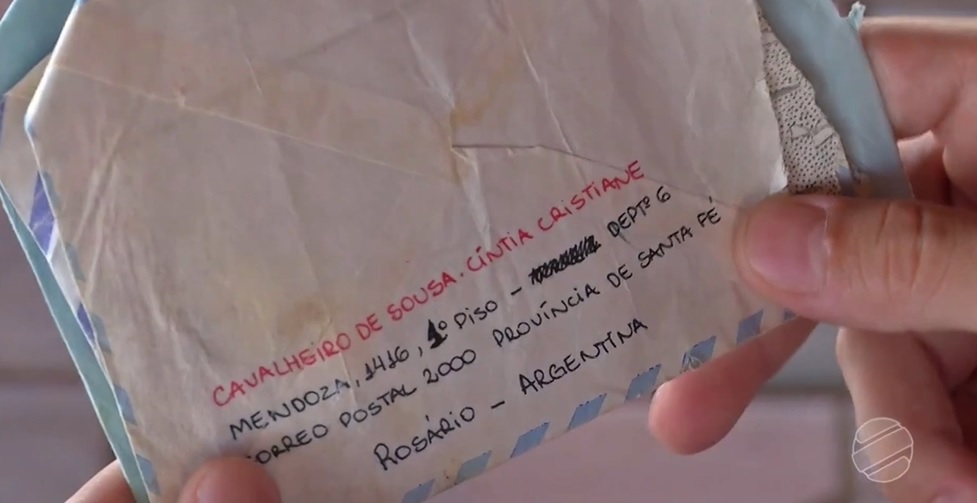 CAVALHEIRO DE SOUSA. CÍNTIA CRISTIANE
MENDOZA, 1416, 1º PISO - DEPTº 6
CORREO POSTAL 2000 PROVÍNCIA DE SANTA FÉ
ROSÁRIO - ARGENTINA